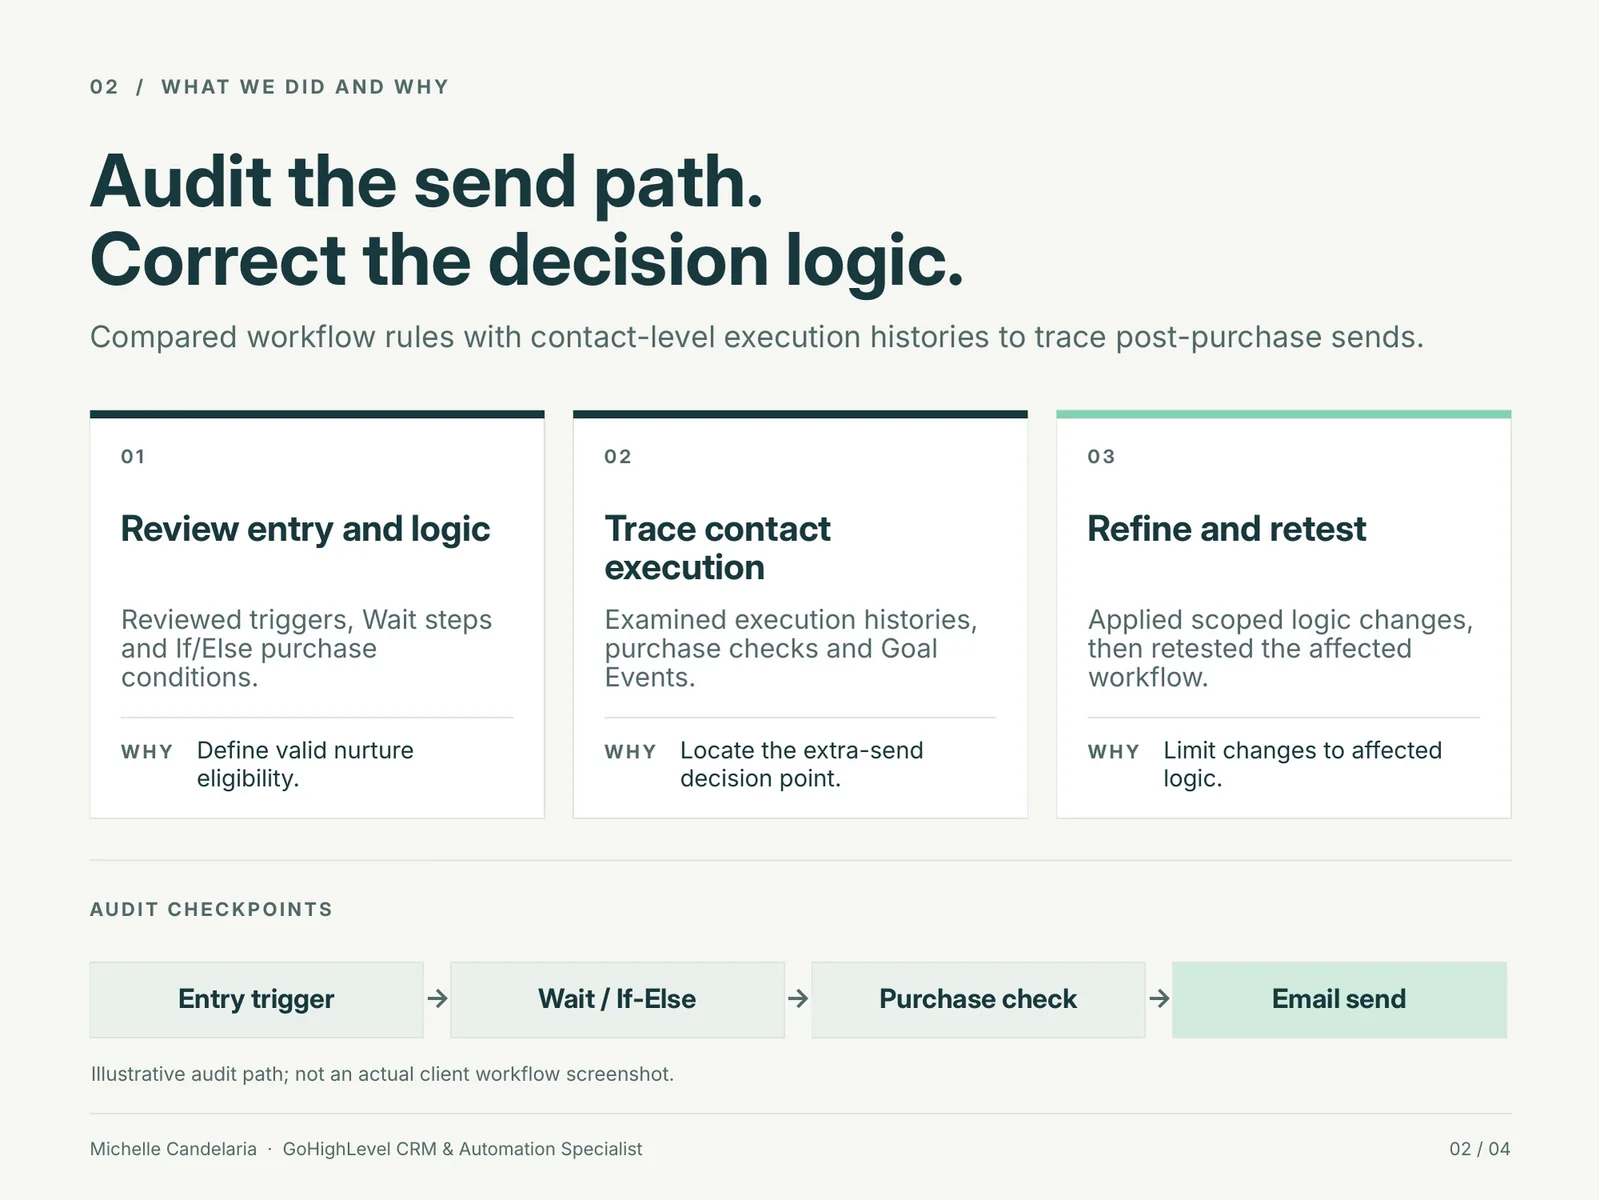 02 / WHAT WE DID AND WHY
Audit the send path.
Correct the decision logic.
Compared workflow rules with contact-level execution histories to trace post-purchase sends.
01
Review entry and logic
Reviewed triggers, Wait steps
and If/Else purchase
conditions.
WHY Define valid nurture
eligibility.
02
Trace contact
execution
Examined execution histories,
purchase checks and Goal
Events.
WHY Locate the extra-send
decision point.
03
Refine and retest
Applied scoped logic changes,
then retested the affected
workflow.
WHY Limit changes to affected
logic.
AUDIT CHECKPOINTS
Entry trigger → Wait / If-Else → Purchase check → Email send
Illustrative audit path; not an actual client workflow screenshot.
Michelle Candelaria · GoHighLevel CRM & Automation Specialist 02 / 04